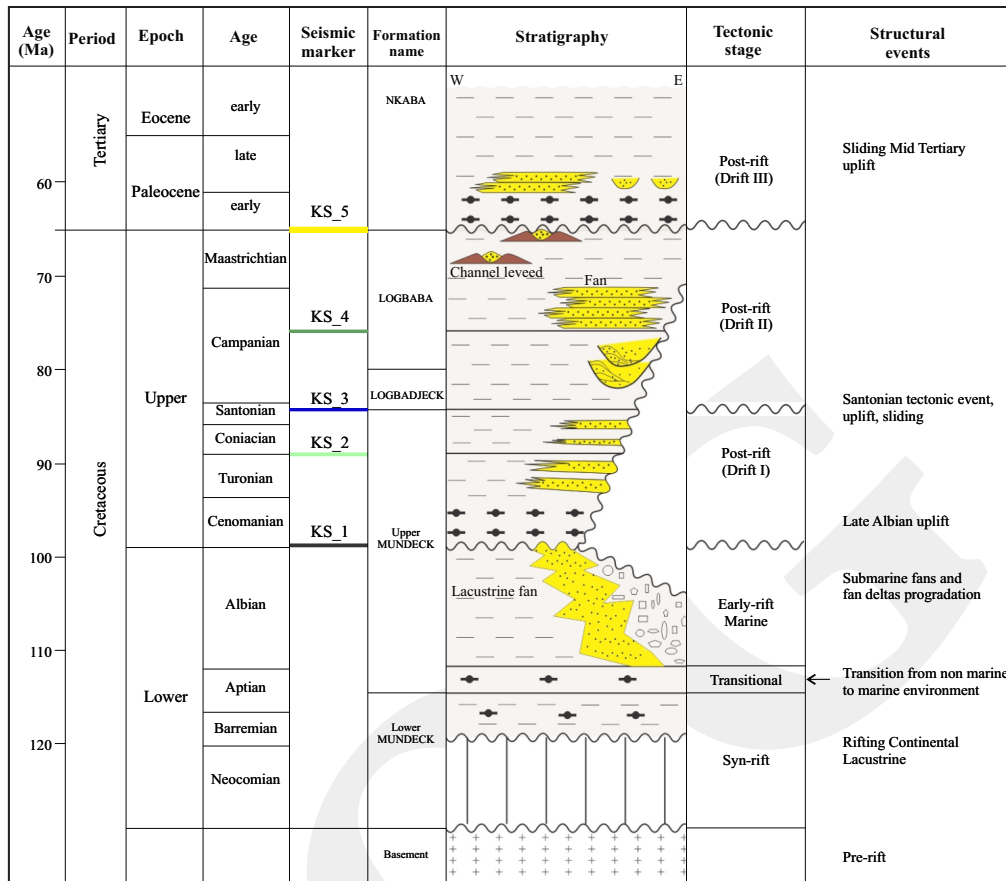 Age
(Ma)
Period
Epoch
Age
Seismic
marker
Formation
name
Stratigraphy
Tectonic
stage
Structural
events
60
70
80
90
100
110
120
Tertiary
Cretaceous
Eocene
Paleocene
Upper
Lower
early
late
early
Maastrichtian
Campanian
Santonian
Coniacian
Turonian
Cenomanian
Albian
Aptian
Barremian
Neocomian
KS_5
KS_4
KS_3
KS_2
KS_1
NKABA
LOGBABA
LOGBADJECK
Upper
MUNDECK
Lower
MUNDECK
Basement
W
E
Channel leveed
Fan
Lacustrine fan
Post-rift
(Drift III)
Post-rift
(Drift II)
Post-rift
(Drift I)
Early-rift
Marine
Transitional
Syn-rift
Sliding Mid Tertiary
uplift
Santonian tectonic event,
uplift, sliding
Late Albian uplift
Submarine fans and
fan deltas progradation
Transition from non marine
to marine environment
Rifting Continental
Lacustrine
Pre-rift